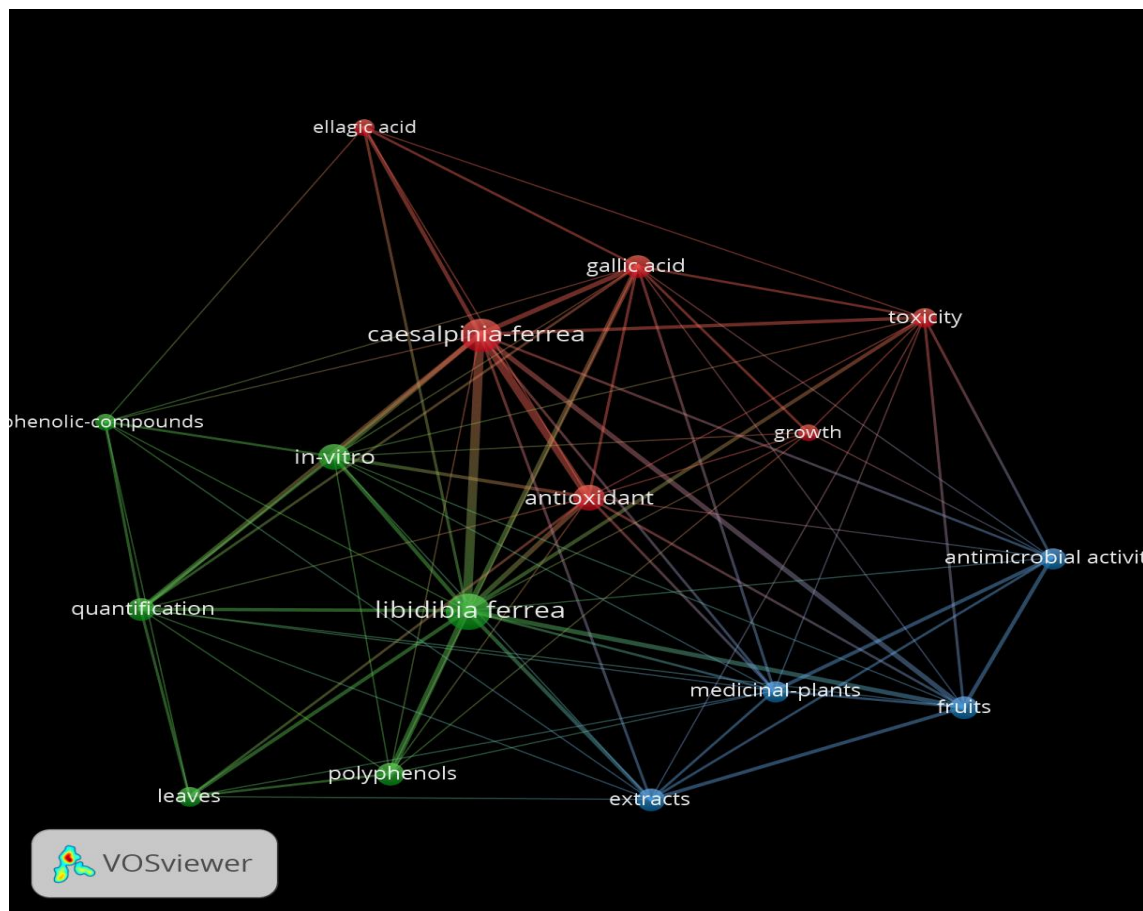 ellagic acid
gallic acid
toxicity
caesalpinia-ferrea
phenolic-compounds
growth
in-vitro
antioxidant
antimicrobial activit
quantification
libidibia ferrea
medicinal-plants
fruits
polyphenols
leaves
extracts
VOSviewer